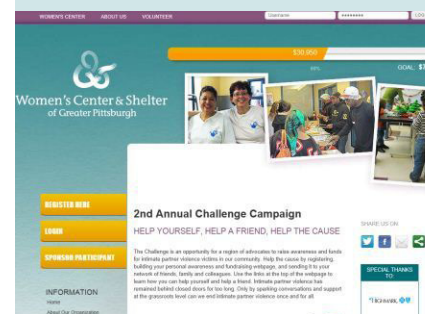 WOMEN'S CENTER ABOUT US VOLUNTEER
Username
$30,050
GOAL:
Women's Center & Shelter
of Greater Pittsburgh
REGISTER HERE
LOGIN
SPONSOR PARTICIPANT
INFORMATION
Home
About Our Organization
2nd Annual Challenge Campaign
HELP YOURSELF, HELP A FRIEND, HELP THE CAUSE
The Challenge is an opportunity for a region of advocates to raise awareness and funds
for intimate partner violence victims in our community. Help the cause by registering,
building your personal awareness and fundraising webpage, and sending it to your
network of friends, family and colleagues. Use the links at the top of the webpage to
learn how you can help yourself and help a friend. Intimate partner violence has
remained behind closed doors for too long. Only by sparking conversations and support
at the grassroots level can we end intimate partner violence once and for all.
SHARE US ON
SPECIAL THANKS
TO:
HIGHMARK